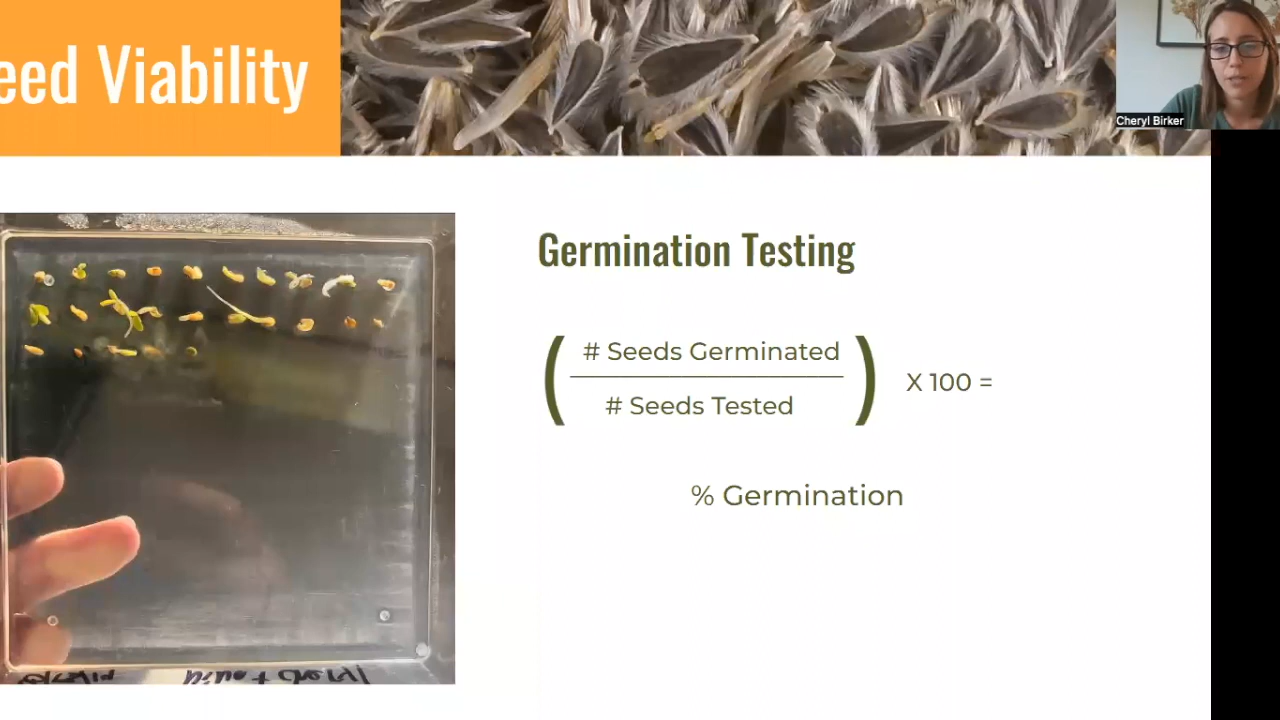 eed Viability
Cheryl Birker
Germination Testing
( # Seeds Germinated
# Seeds Tested ) X 100 =
% Germination